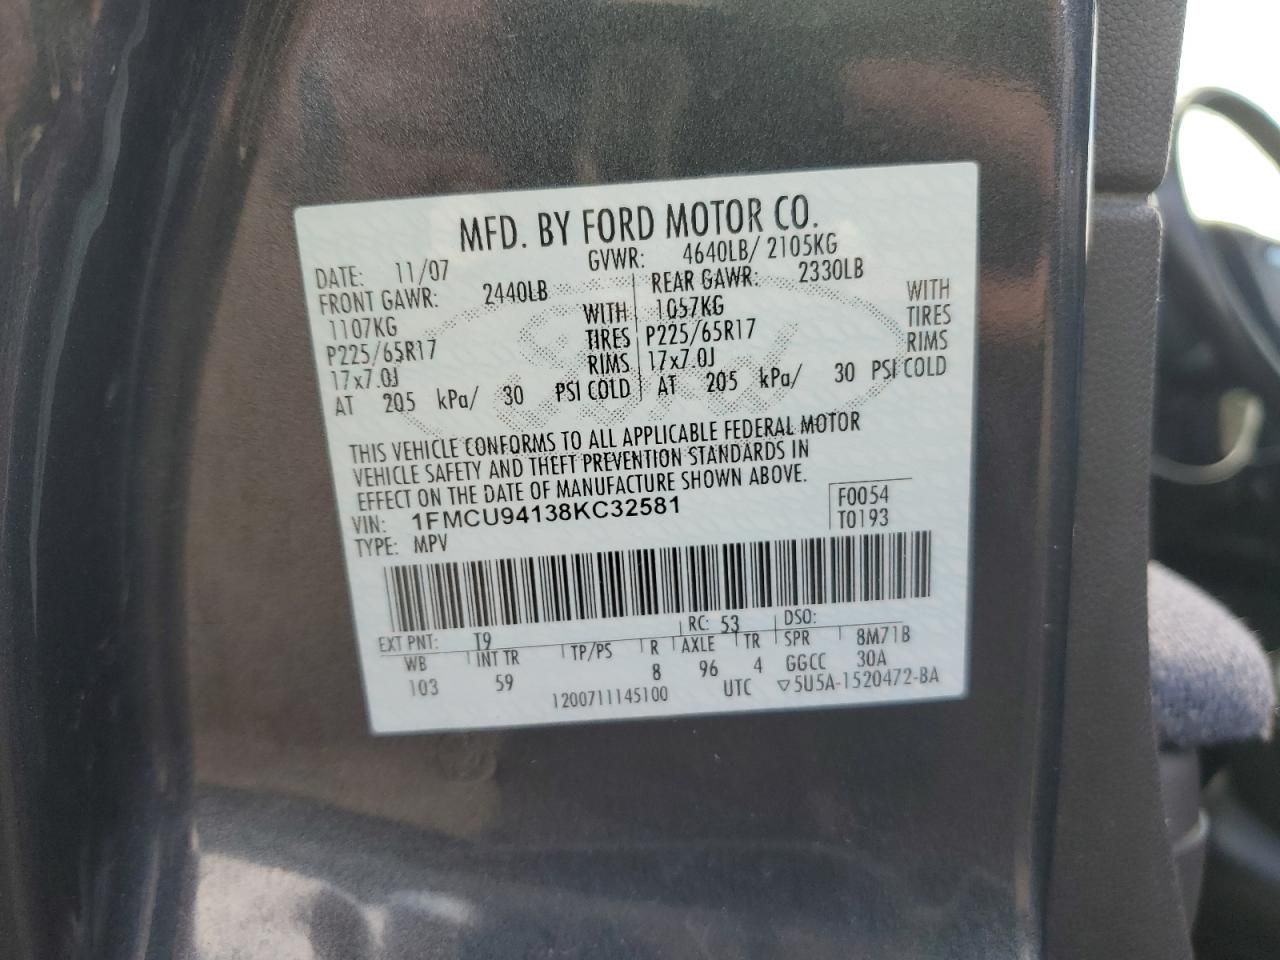 MFD. BY FORD MOTOR CO.
DATE: 11/07 GVWR: 4640LB/ 2105KG
FRONT GAWR: 2440LB REAR GAWR: 2330LB
1107KG WITH 1057KG WITH
P225/65R17 TIRES P225/65R17 TIRES
17x7.0J RIMS 17x7.0J RIMS
AT 205 kPa/ 30 PSI COLD AT 205 kPa/ 30 PSI COLD
THIS VEHICLE CONFORMS TO ALL APPLICABLE FEDERAL MOTOR
VEHICLE SAFETY AND THEFT PREVENTION STANDARDS IN
EFFECT ON THE DATE OF MANUFACTURE SHOWN ABOVE.
VIN: 1FMCU94138KC32581 F0054
TYPE: MPV T0193
EXT PNT: T9 RC: 53 DSO:
WB INT TR TP/PS R AXLE TR SPR 8M71B
103 59 8 96 4 GGCC 30A
1200711145100 UTC ▽5U5A-1520472-BA